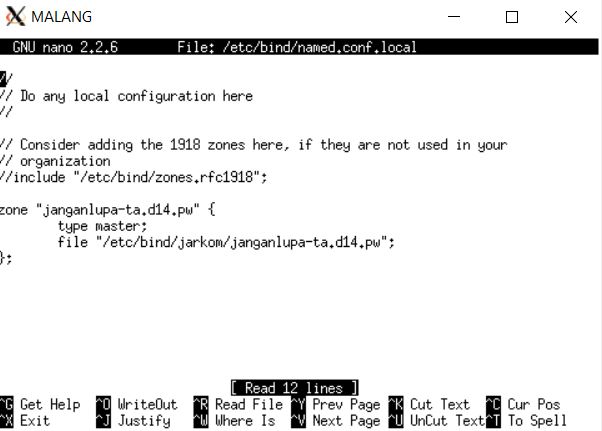 MALANG
GNU nano 2.2.6 File: /etc/bind/named.conf.local
//
// Do any local configuration here
//
// Consider adding the 1918 zones here, if they are not used in your
// organization
//include "/etc/bind/zones.rfc1918";
zone "janganlupa-ta.d14.pw" {
type master;
file "/etc/bind/jarkom/janganlupa-ta.d14.pw";
};
[ Read 12 lines ]
^G Get Help ^O WriteOut ^R Read File ^Y Prev Page ^K Cut Text ^C Cur Pos
^X Exit ^J Justify ^W Where Is ^V Next Page ^U UnCut Text ^T To Spell